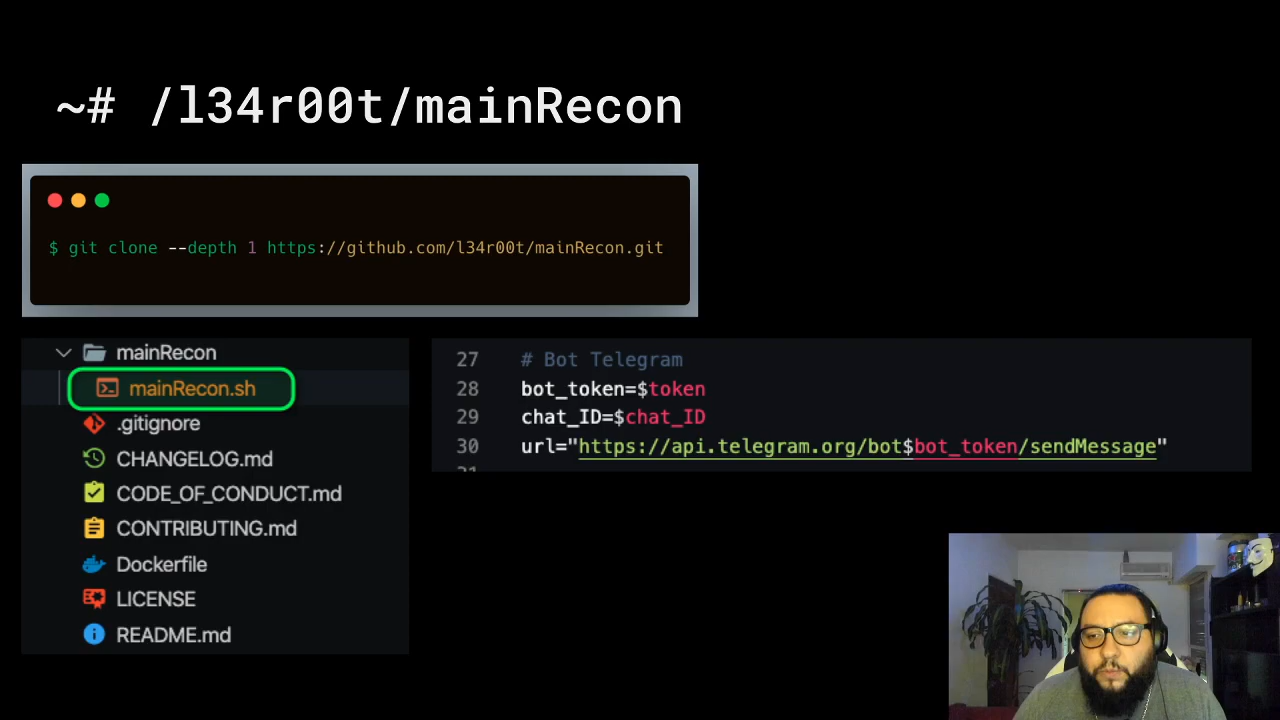 ~# /l34r00t/mainRecon
$ git clone --depth 1 https://github.com/l34r00t/mainRecon.git
mainRecon
mainRecon.sh
.gitignore
CHANGELOG.md
CODE_OF_CONDUCT.md
CONTRIBUTING.md
Dockerfile
LICENSE
README.md
27 # Bot Telegram
28 bot_token=$token
29 chat_ID=$chat_ID
30 url="https://api.telegram.org/bot$bot_token/sendMessage"